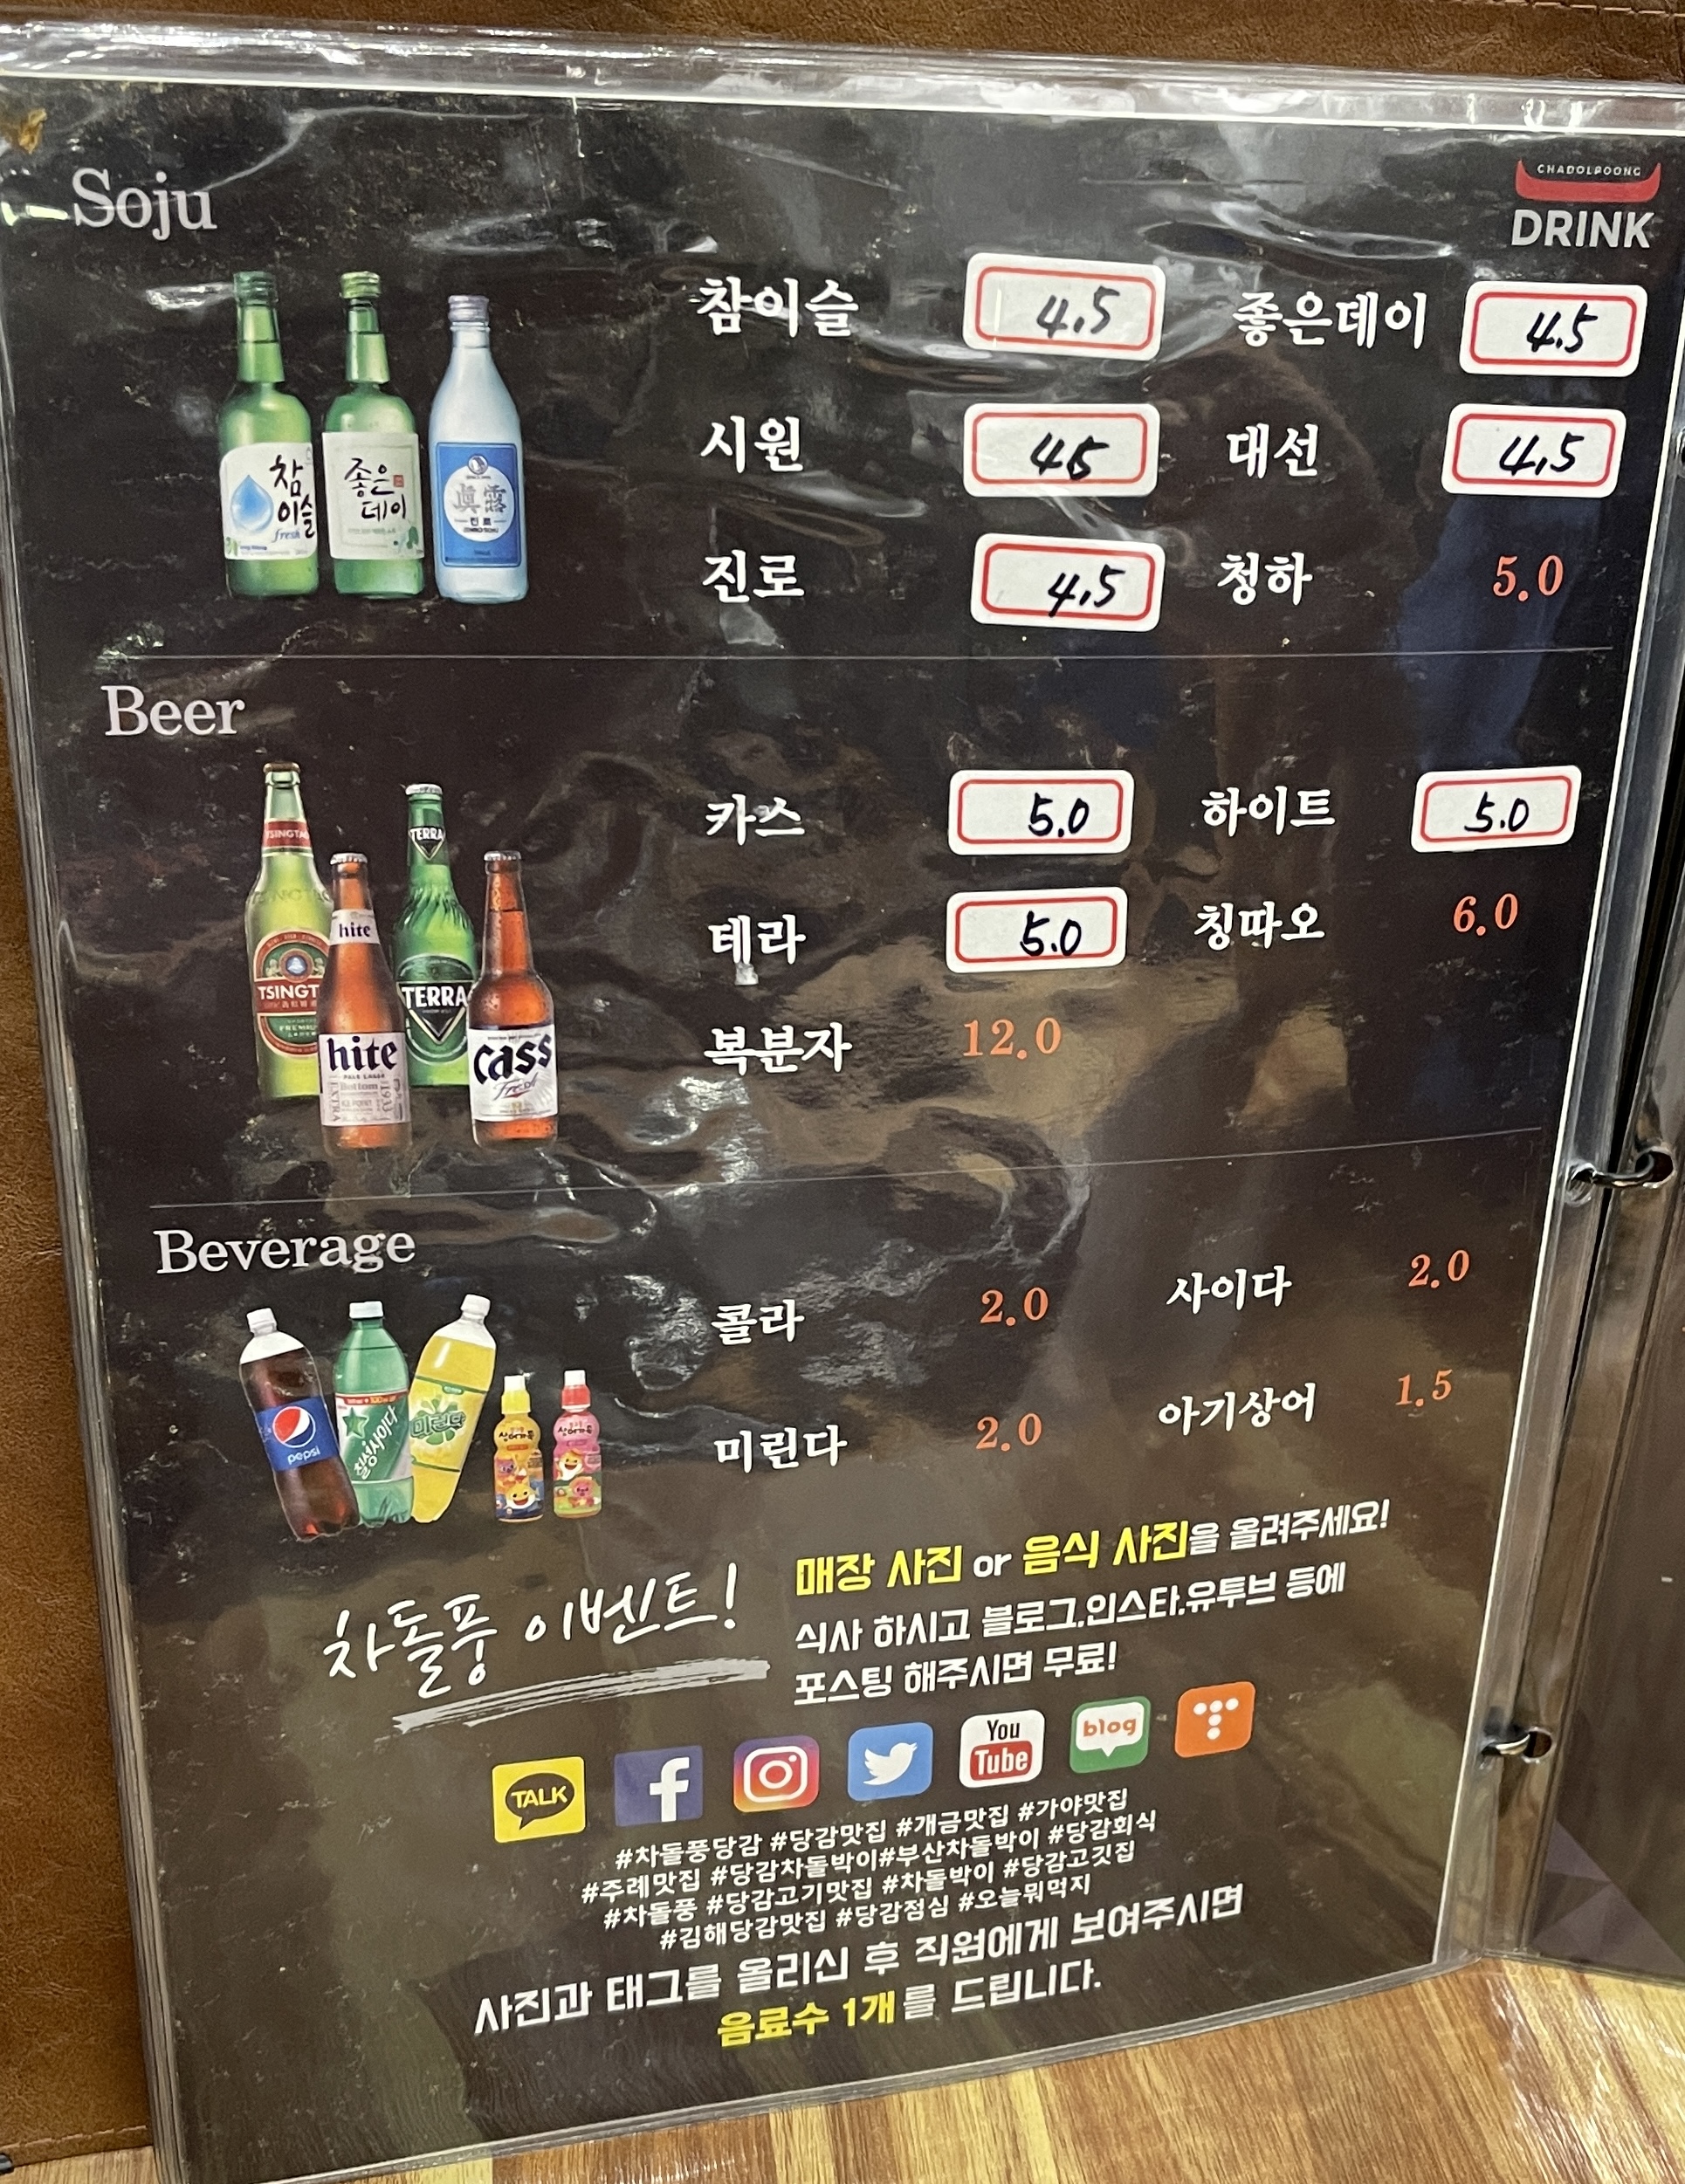 CHADOLPOONG
DRINK
Soju
참이슬 4.5 좋은데이 4.5
시원 4.5 대선 4.5
진로 4.5 청하 5.0
참이슬
fresh
좋은데이
眞露
진로
Beer
카스 5.0 하이트 5.0
테라 5.0 칭따오 6.0
복분자 12.0
TSINGTAO
TERRA
hite
TSINGT
TERRA
hite
EXTRA
cass
Fresh
Beverage
콜라 2.0 사이다 2.0
미린다 2.0 아기상어 1.5
pepsi
칠성사이다
미린다
차돌풍 이벤트!
매장 사진 or 음식 사진을 올려주세요!
식사 하시고 블로그,인스타,유투브 등에
포스팅 해주시면 무료!
TALK
f
You
Tube
blog
#차돌풍당감 #당감맛집 #개금맛집 #가야맛집
#주례맛집 #당감차돌박이#부산차돌박이 #당감회식
#차돌풍 #당감고기맛집 #차돌박이 #당감고깃집
#김해당감맛집 #당감점심 #오늘뭐먹지
사진과 태그를 올리신 후 직원에게 보여주시면
음료수 1개를 드립니다.